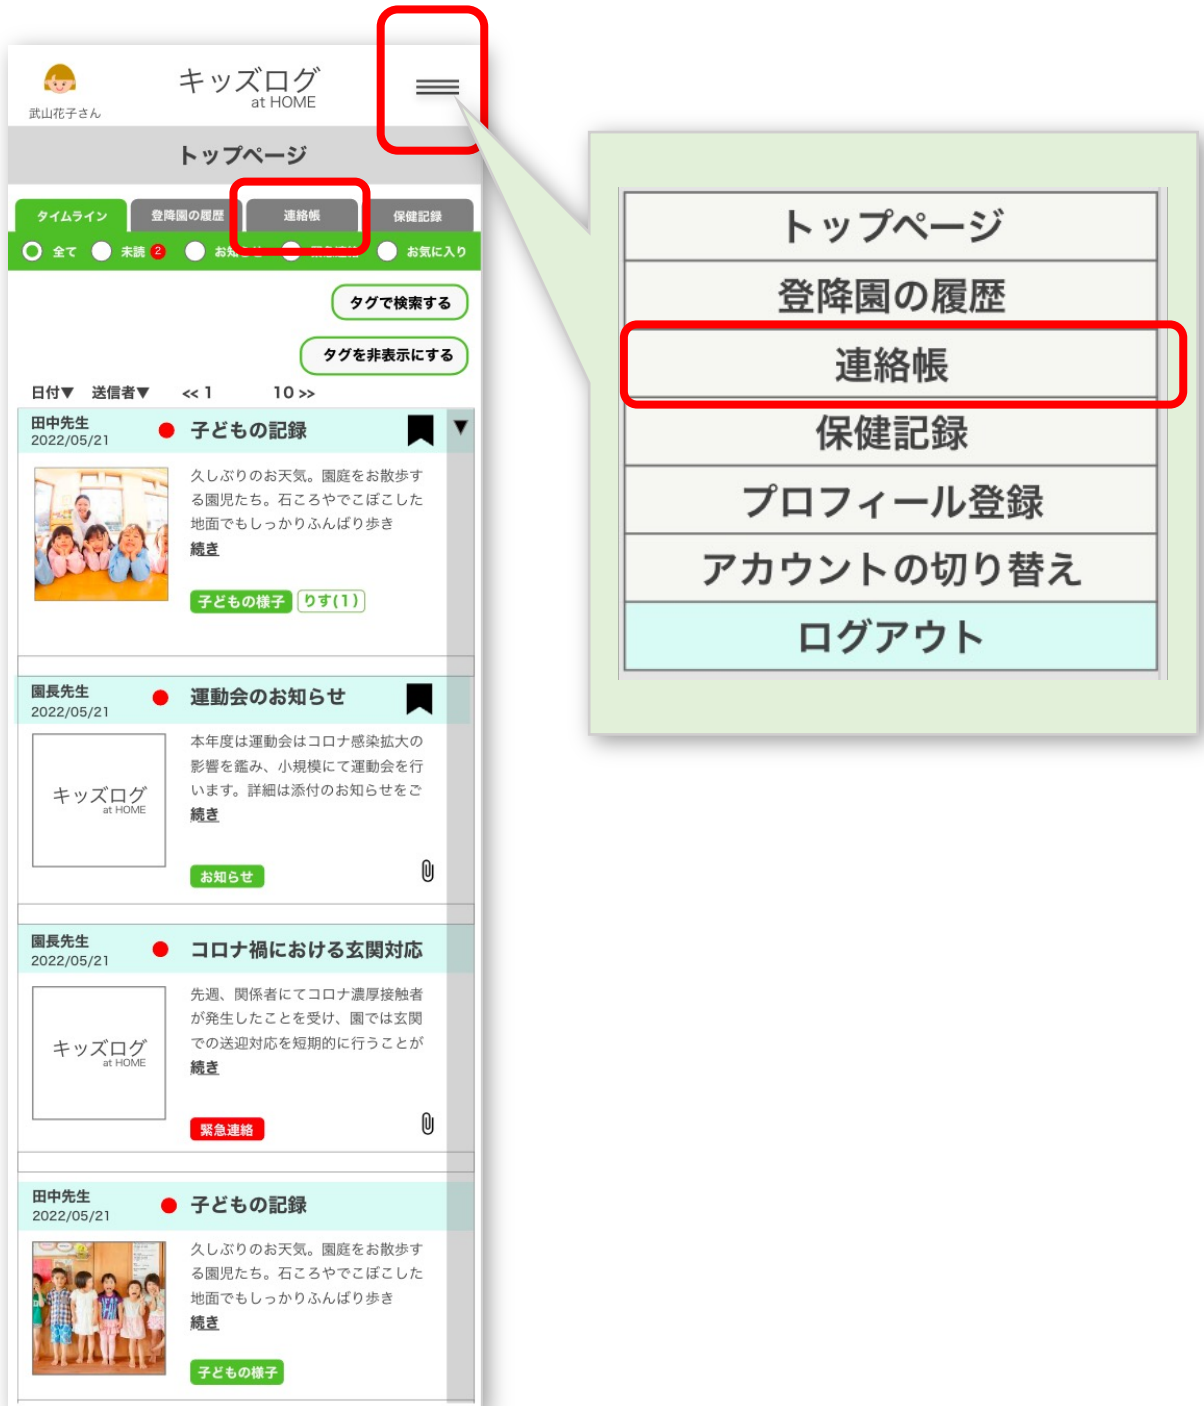 キッズログ
at HOME
武山花子さん
トップページ
タイムライン 登降園の履歴 連絡帳 保健記録
全て 未読 2 お知らせ 緊急連絡 お気に入り
タグで検索する
タグを非表示にする
日付▼ 送信者▼ << 1 10 >>
田中先生
2022/05/21
子どもの記録
▼
久しぶりのお天気。園庭をお散歩す
る園児たち。石ころやでこぼこした
地面でもしっかりふんばり歩き
続き
子どもの様子 りす(1)
園長先生
2022/05/21
運動会のお知らせ
キッズログ
at HOME
本年度は運動会はコロナ感染拡大の
影響を鑑み、小規模にて運動会を行
います。詳細は添付のお知らせをご
続き
お知らせ
園長先生
2022/05/21
コロナ禍における玄関対応
キッズログ
at HOME
先週、関係者にてコロナ濃厚接触者
が発生したことを受け、園では玄関
での送迎対応を短期的に行うことが
続き
緊急連絡
田中先生
2022/05/21
子どもの記録
久しぶりのお天気。園庭をお散歩す
る園児たち。石ころやでこぼこした
地面でもしっかりふんばり歩き
続き
子どもの様子
トップページ
登降園の履歴
連絡帳
保健記録
プロフィール登録
アカウントの切り替え
ログアウト